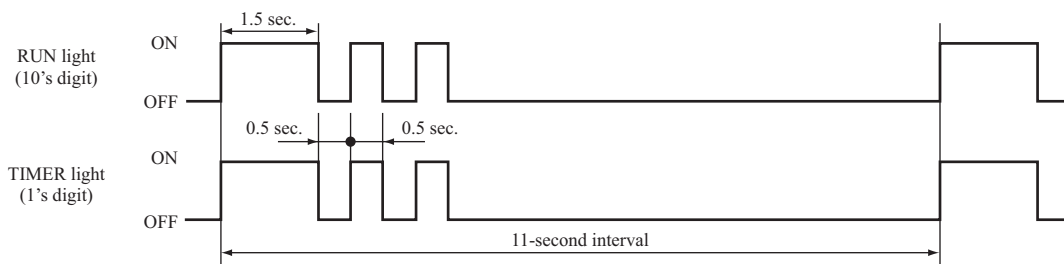 1.5 sec.
ON
RUN light
(10’s digit)
OFF
0.5 sec.
0.5 sec.
ON
TIMER light
(1’s digit)
OFF
11-second interval